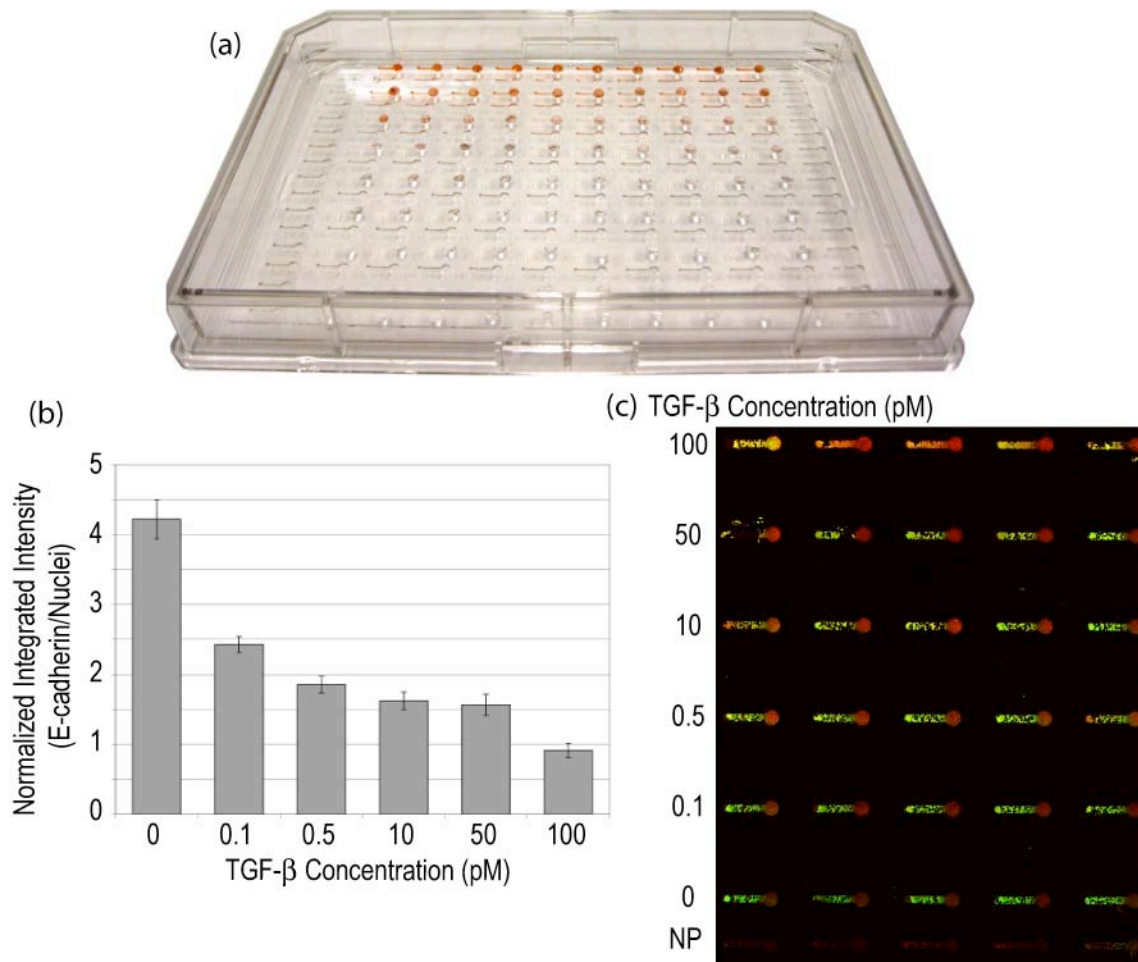 (a)
(b)
5
4
3
2
1
0
Normalized Integrated Intensity
(E-cadherin/Nuclei)
0 0.1 0.5 10 50 100
TGF-β Concentration (pM)
(c) TGF-β Concentration (pM)
100
50
10
0.5
0.1
0
NP